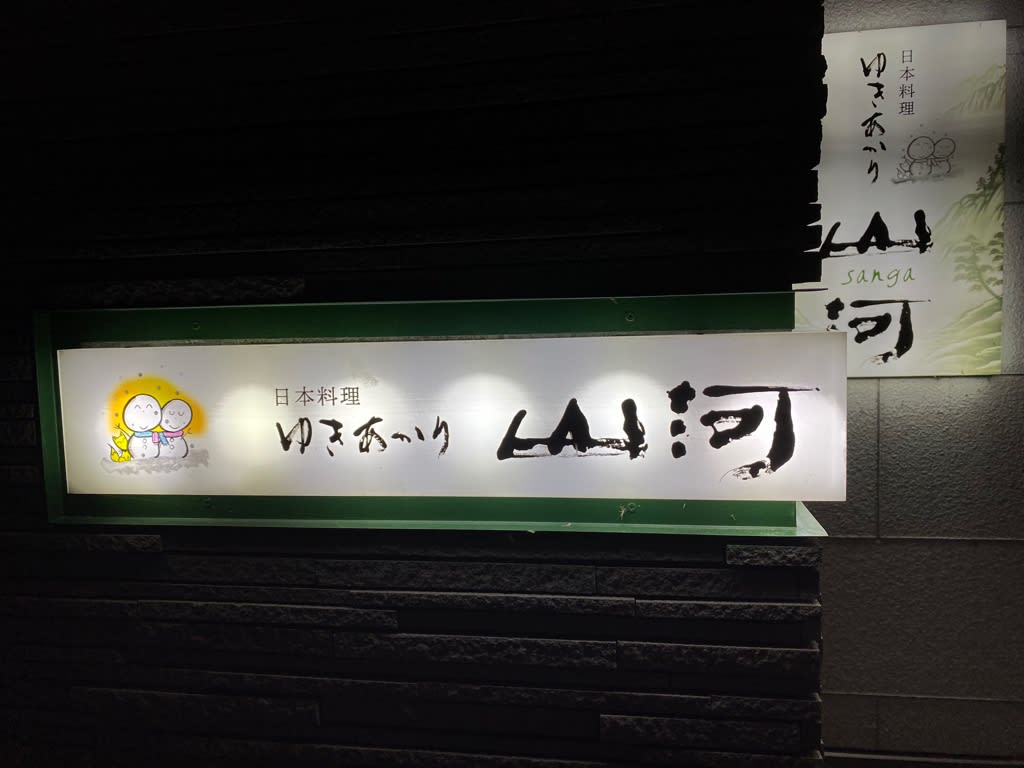 日本料理
ゆきあかり
山河
日本料理
ゆきあかり
山
sanga
河